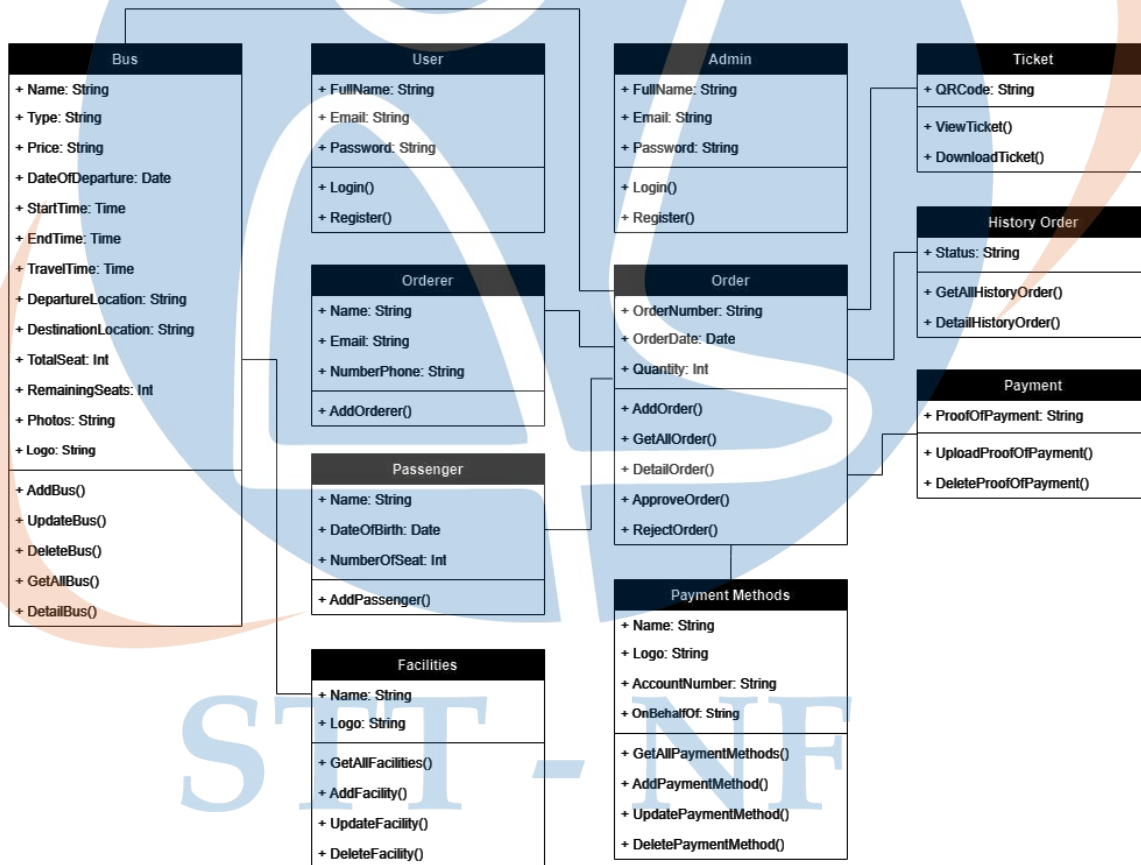 Bus
+ Name: String
+ Type: String
+ Price: String
+ DateOfDeparture: Date
+ StartTime: Time
+ EndTime: Time
+ TravelTime: Time
+ DepartureLocation: String
+ DestinationLocation: String
+ TotalSeat: Int
+ RemainingSeats: Int
+ Photos: String
+ Logo: String
+ AddBus()
+ UpdateBus()
+ DeleteBus()
+ GetAllBus()
+ DetailBus()
User
+ FullName: String
+ Email: String
+ Password: String
+ Login()
+ Register()
Orderer
+ Name: String
+ Email: String
+ NumberPhone: String
+ AddOrderer()
Passenger
+ Name: String
+ DateOfBirth: Date
+ NumberOfSeat: Int
+ AddPassenger()
Facilities
+ Name: String
+ Logo: String
+ GetAllFacilities()
+ AddFacility()
+ UpdateFacility()
+ DeleteFacility()
Admin
+ FullName: String
+ Email: String
+ Password: String
+ Login()
+ Register()
Order
+ OrderNumber: String
+ OrderDate: Date
+ Quantity: Int
+ AddOrder()
+ GetAllOrder()
+ DetailOrder()
+ ApproveOrder()
+ RejectOrder()
Payment Methods
+ Name: String
+ Logo: String
+ AccountNumber: String
+ OnBehalfOf: String
+ GetAllPaymentMethods()
+ AddPaymentMethod()
+ UpdatePaymentMethod()
+ DeletePaymentMethod()
Ticket
+ QRCode: String
+ ViewTicket()
+ DownloadTicket()
History Order
+ Status: String
+ GetAllHistoryOrder()
+ DetailHistoryOrder()
Payment
+ ProofOfPayment: String
+ UploadProofOfPayment()
+ DeleteProofOfPayment()
STT - NF